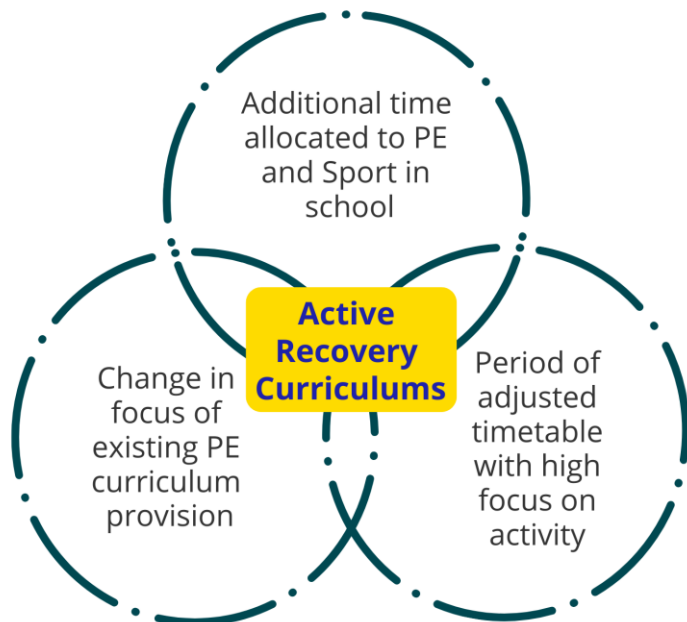 Additional time
allocated to PE
and Sport in
school
Active
Recovery
Curriculums
Change in
focus of
existing PE
curriculum
provision
Period of
adjusted
timetable
with high
focus on
activity